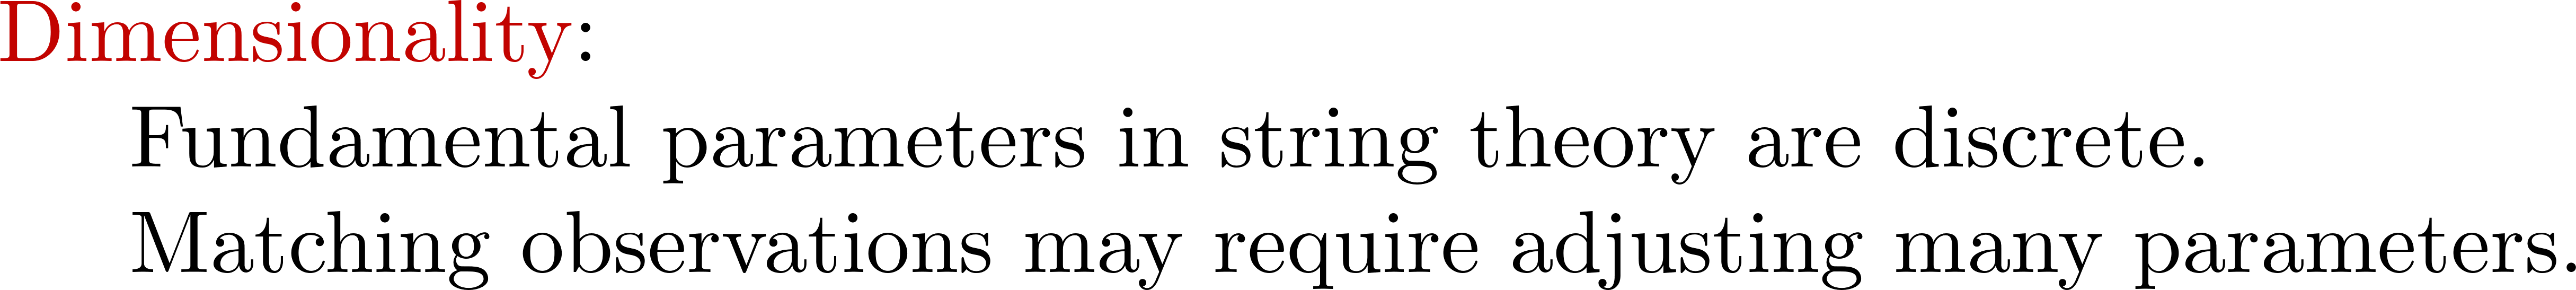 Dimensionality:
Fundamental parameters in string theory are discrete.
Matching observations may require adjusting many parameters.